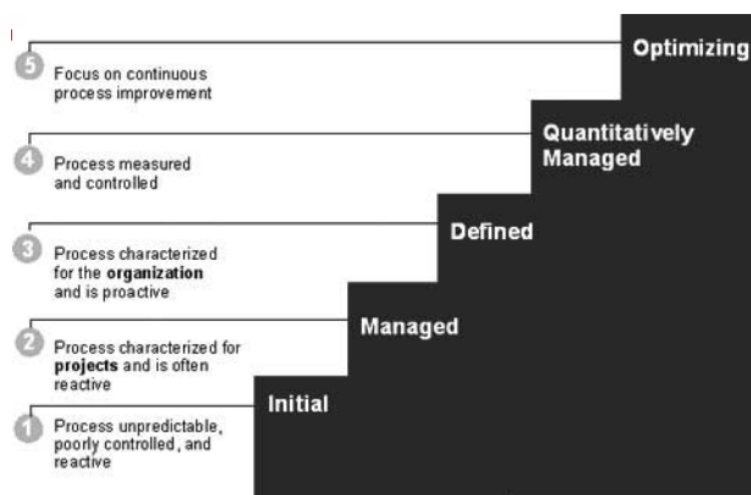 Optimizing
5
Focus on continuous
process improvement
Quantitatively
Managed
4
Process measured
and controlled
Defined
3
Process characterized
for the organization
and is proactive
Managed
2
Process characterized for
projects and is often
reactive
Initial
1
Process unpredictable,
poorly controlled, and
reactive